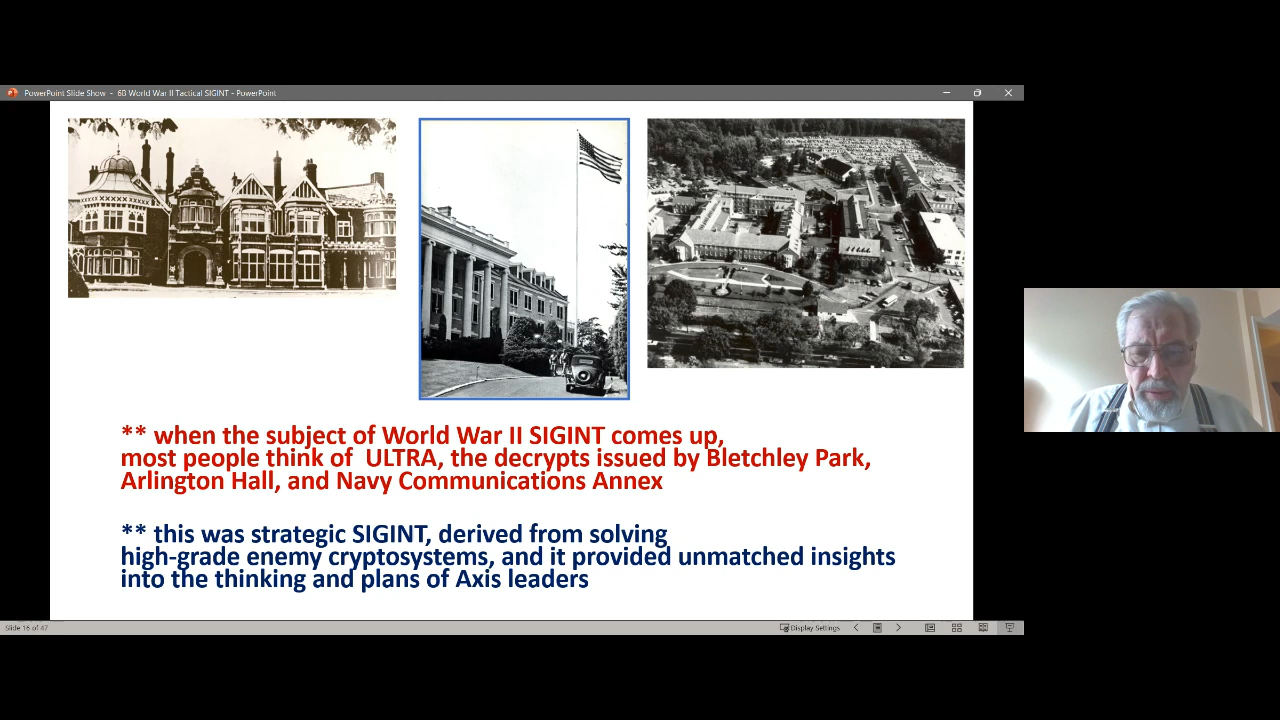 PowerPoint Slide Show - 60 World War II Tactical SIGINT - PowerPoint
** when the subject of World War II SIGINT comes up,
most people think of ULTRA, the decrypts issued by Bletchley Park,
Arlington Hall, and Navy Communications Annex
** this was strategic SIGINT, derived from solving
high-grade enemy cryptosystems, and it provided unmatched insights
into the thinking and plans of Axis leaders
Slide 16 of 47
Display Settings